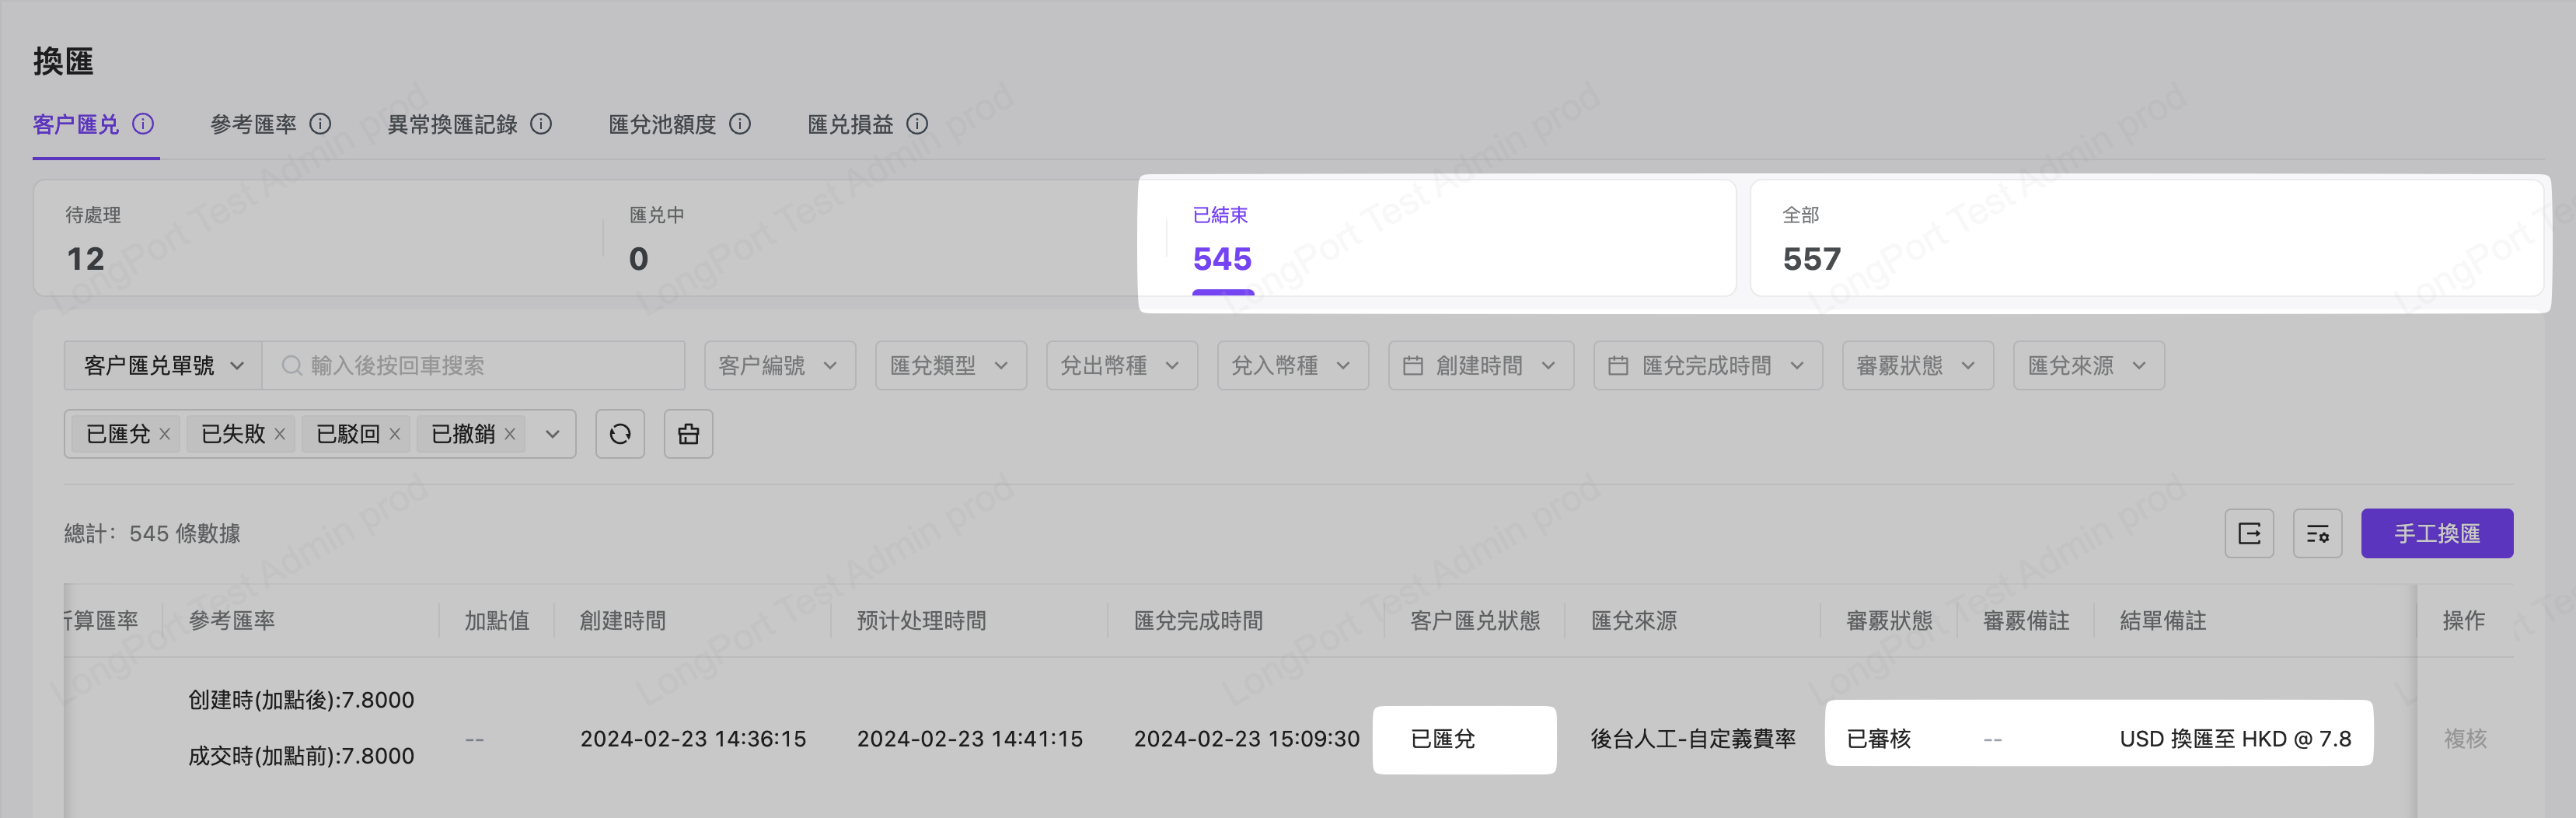 換匯
客户匯兑 參考匯率 異常換匯記錄 匯兌池額度 匯兑損益
待處理 匯兑中 已結束 全部
12 0 545 557
客户匯兑單號 輸入後按回車搜索 客户编號 匯兌類型 兌出幣種 兌入幣種 創建時間 匯兌完成時間 審覈狀態 匯兌來源
已匯兌 已失敗 已駁回 已撤銷
總計：545 條數據 手工換匯
算匯率 參考匯率 加點值 創建時間 预计处理時間 匯兌完成時間 客户匯兑狀態 匯兌來源 審覈狀態 審覈備註 結單備註 操作
创建時(加點後):7.8000
成交時(加點前):7.8000
-- 2024-02-23 14:36:15 2024-02-23 14:41:15 2024-02-23 15:09:30 已匯兌 後台人工-自定義費率 已審核 -- USD 換匯至 HKD @ 7.8 複核
LongPort Test Admin prod